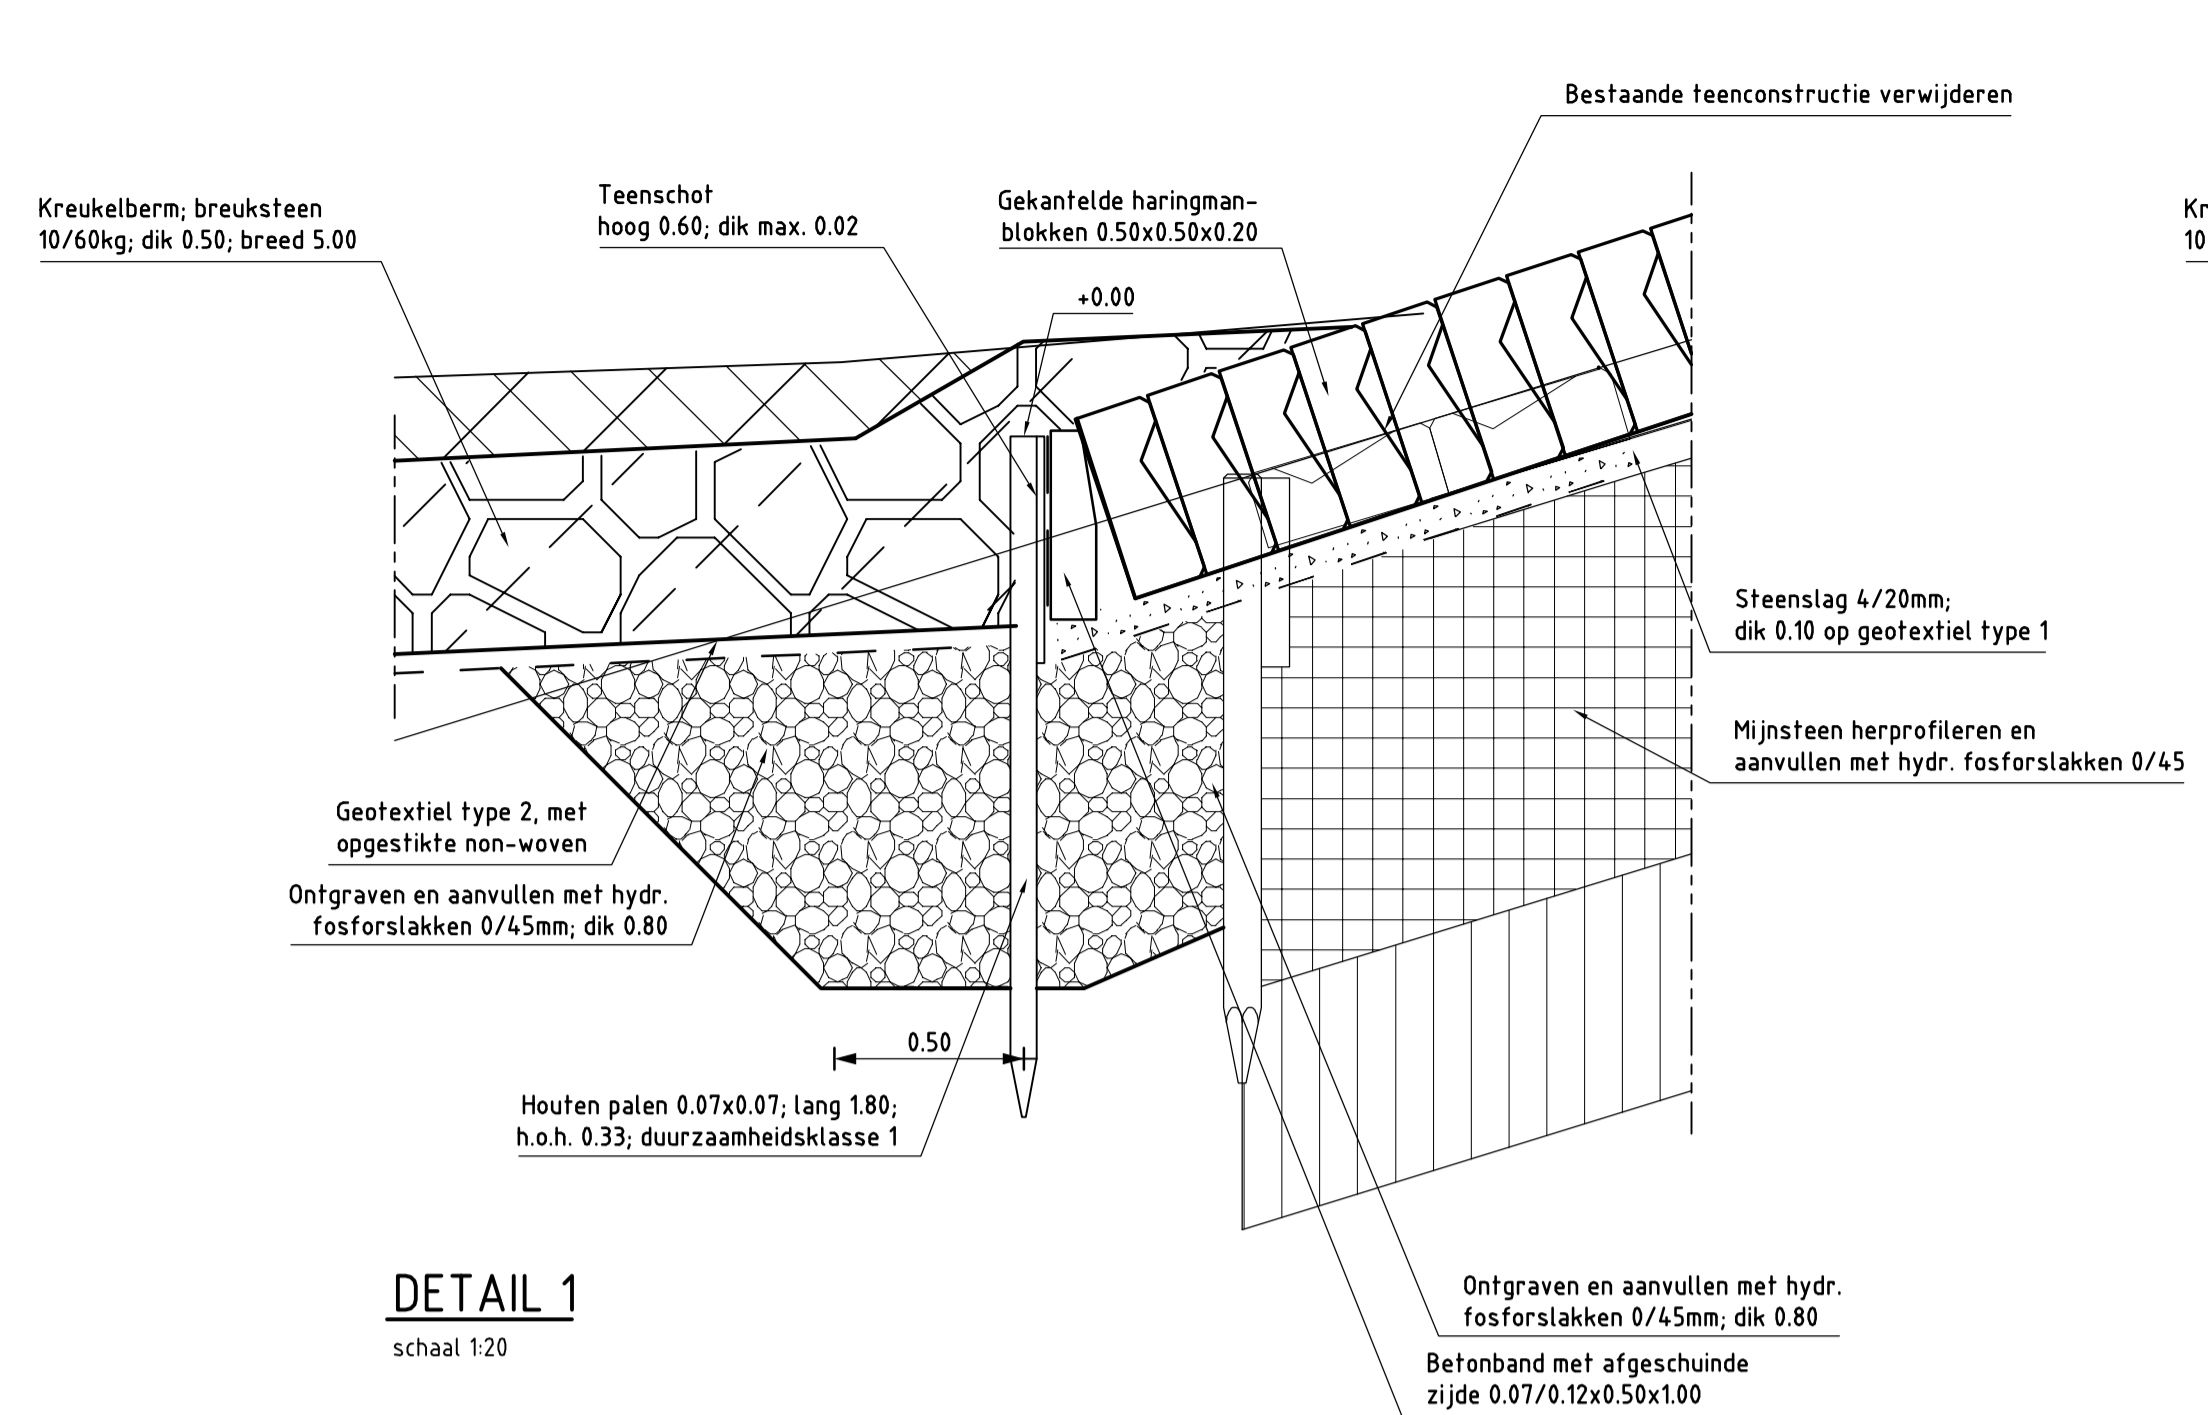 Bestaande teenconstructie verwijderen
Kreukelberm; breuksteen
10/60kg; dik 0.50; breed 5.00
Teenschot
hoog 0.60; dik max. 0.02
Gekantelde haringman-
blokken 0.50x0.50x0.20
+0.00
Kr
10
Steenslag 4/20mm;
dik 0.10 op geotextiel type 1
Mijnsteen herprofileren en
aanvullen met hydr. fosforslakken 0/45
Geotextiel type 2, met
opgestikte non-woven
Ontgraven en aanvullen met hydr.
fosforslakken 0/45mm; dik 0.80
0.50
Houten palen 0.07x0.07; lang 1.80;
h.o.h. 0.33; duurzaamheidsklasse 1
DETAIL 1
schaal 1:20
Ontgraven en aanvullen met hydr.
fosforslakken 0/45mm; dik 0.80
Betonband met afgeschuinde
zijde 0.07/0.12x0.50x1.00